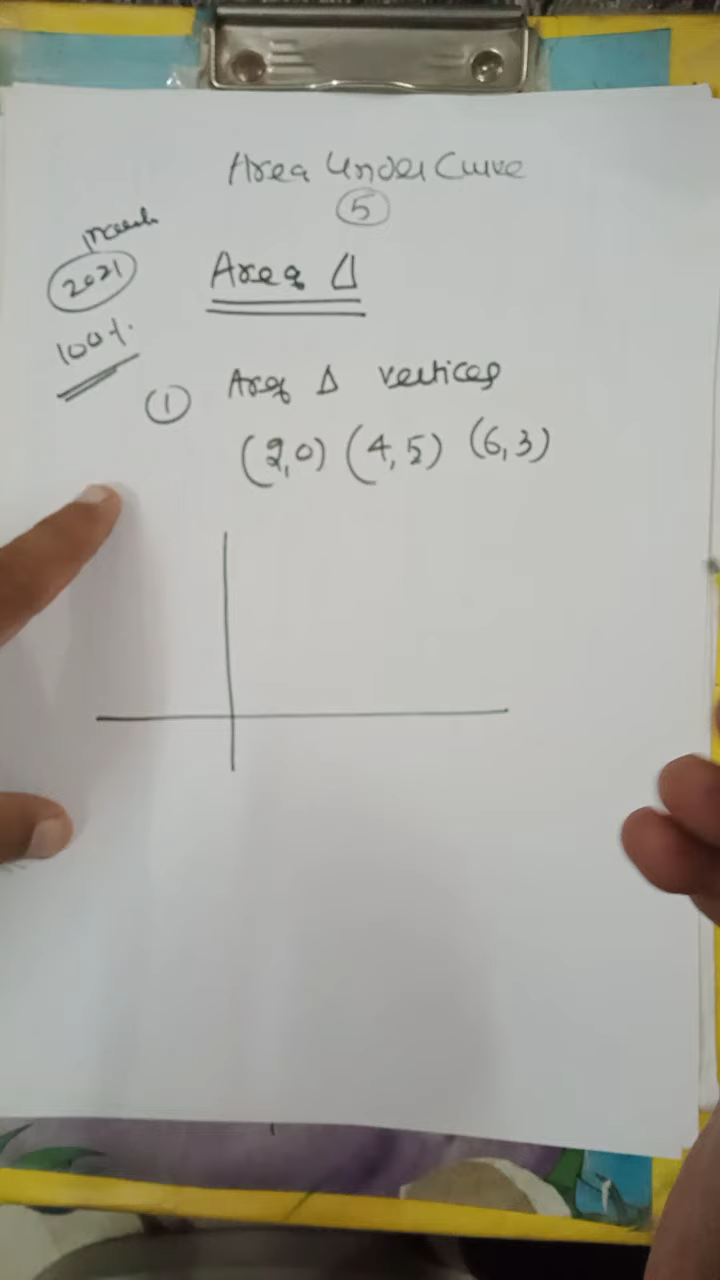 Area Under Curve
5
March
2021
100%
Area Δ
① Area Δ vertices
(2,0) (4,5) (6,3)